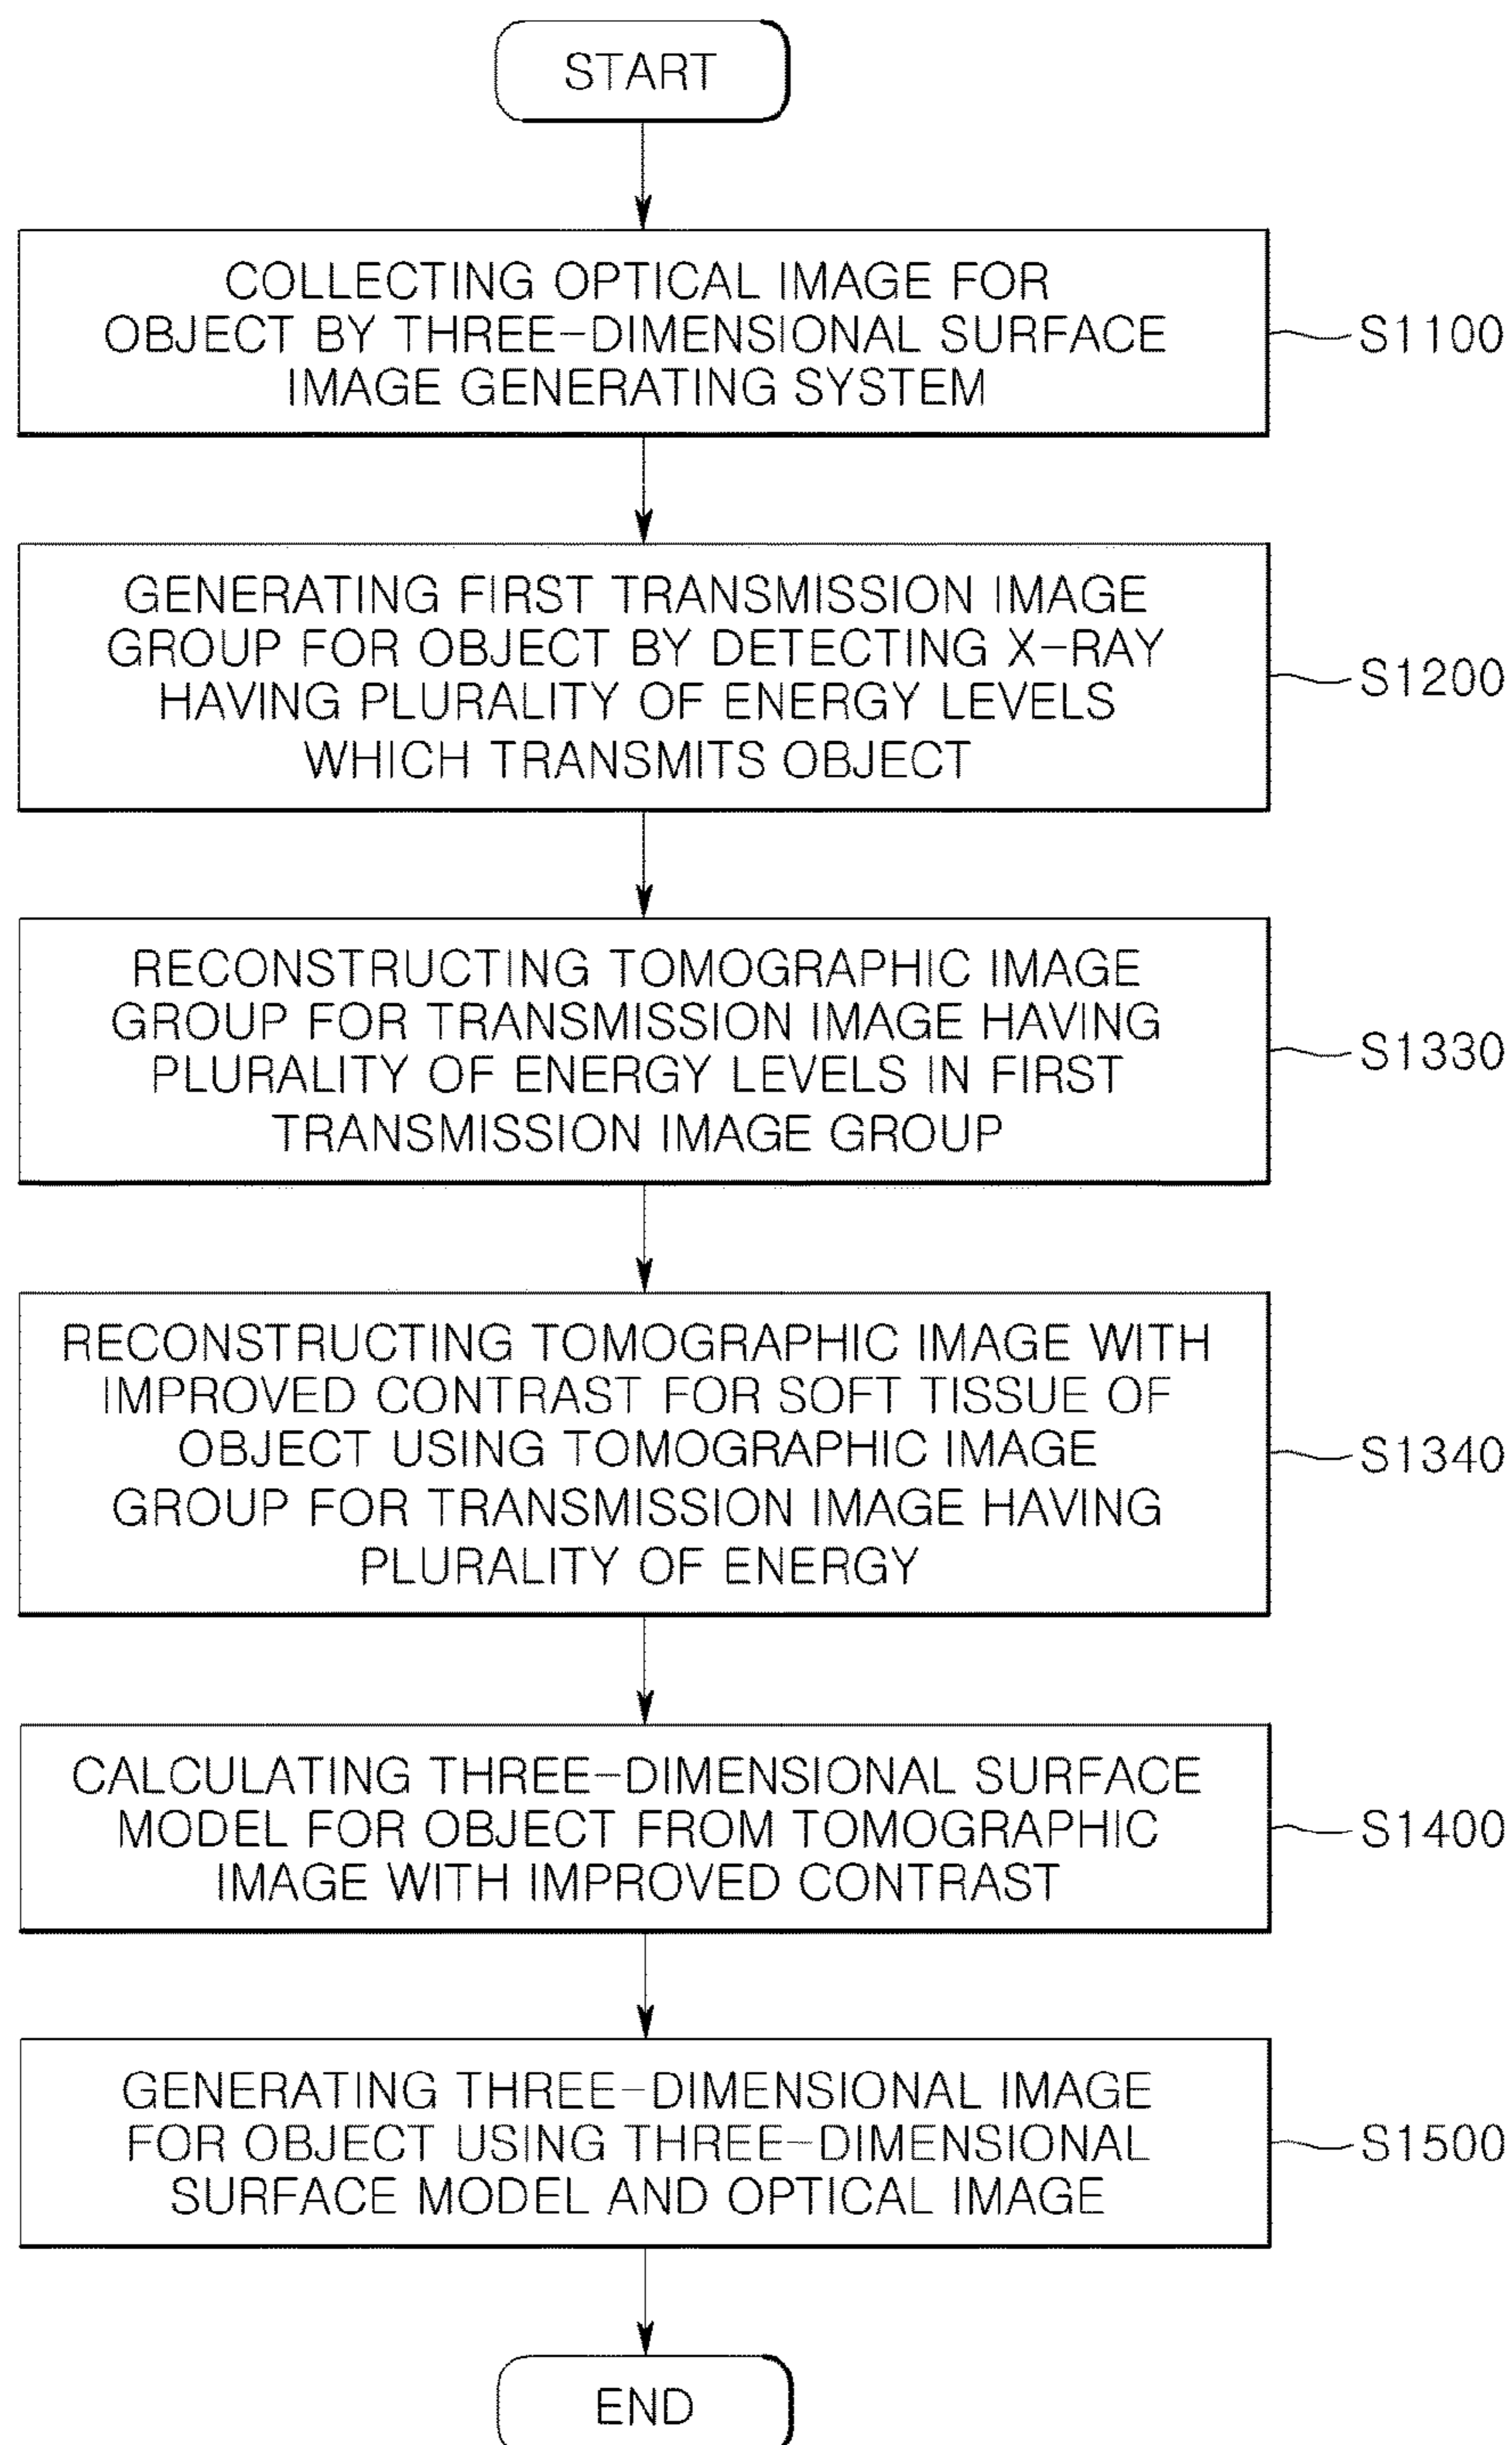 START
COLLECTING OPTICAL IMAGE FOR
OBJECT BY THREE-DIMENSIONAL SURFACE
IMAGE GENERATING SYSTEM
S1100
GENERATING FIRST TRANSMISSION IMAGE
GROUP FOR OBJECT BY DETECTING X-RAY
HAVING PLURALITY OF ENERGY LEVELS
WHICH TRANSMITS OBJECT
S1200
RECONSTRUCTING TOMOGRAPHIC IMAGE
GROUP FOR TRANSMISSION IMAGE HAVING
PLURALITY OF ENERGY LEVELS IN FIRST
TRANSMISSION IMAGE GROUP
S1330
RECONSTRUCTING TOMOGRAPHIC IMAGE WITH
IMPROVED CONTRAST FOR SOFT TISSUE OF
OBJECT USING TOMOGRAPHIC IMAGE
GROUP FOR TRANSMISSION IMAGE HAVING
PLURALITY OF ENERGY
S1340
CALCULATING THREE-DIMENSIONAL SURFACE
MODEL FOR OBJECT FROM TOMOGRAPHIC
IMAGE WITH IMPROVED CONTRAST
S1400
GENERATING THREE-DIMENSIONAL IMAGE
FOR OBJECT USING THREE-DIMENSIONAL
SURFACE MODEL AND OPTICAL IMAGE
S1500
END